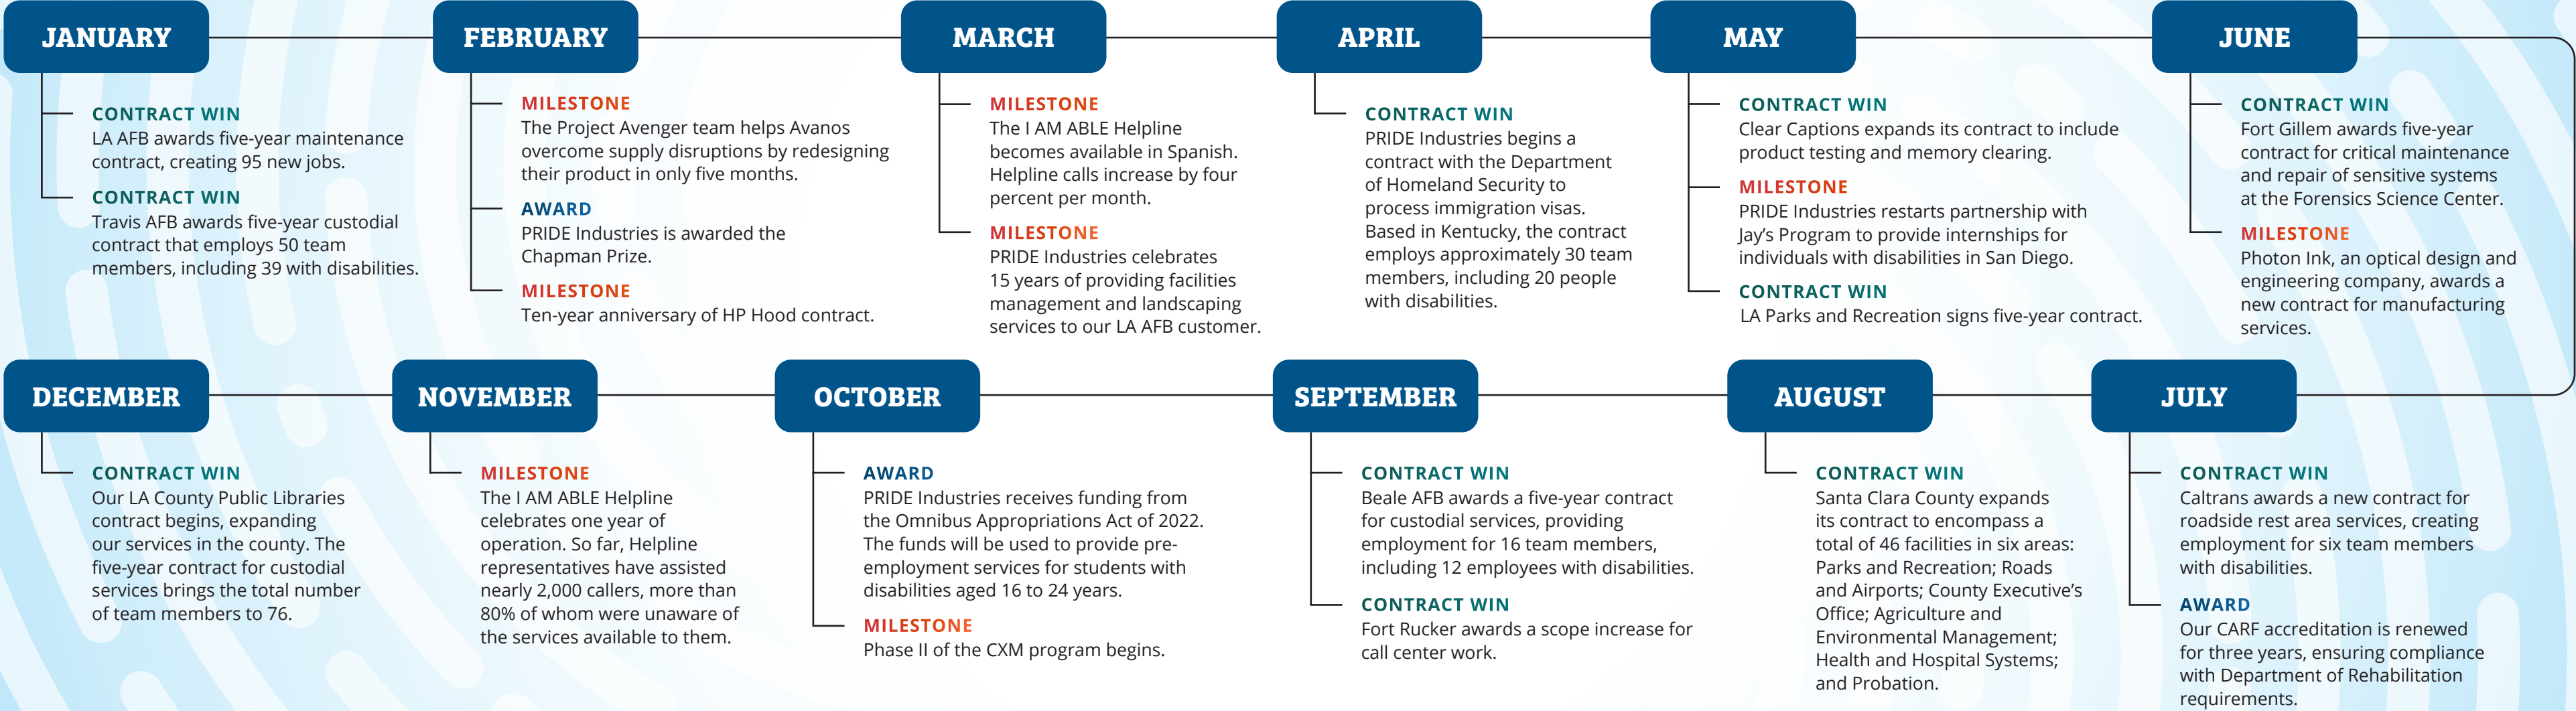 JANUARY
CONTRACT WIN
LA AFB awards five-year maintenance
contract, creating 95 new jobs.
CONTRACT WIN
Travis AFB awards five-year custodial
contract that employs 50 team
members, including 39 with disabilities.
FEBRUARY
MILESTONE
The Project Avenger team helps Avanos
overcome supply disruptions by redesigning
their product in only five months.
AWARD
PRIDE Industries is awarded the
Chapman Prize.
MILESTONE
Ten-year anniversary of HP Hood contract.
MARCH
MILESTONE
The I AM ABLE Helpline
becomes available in Spanish.
Helpline calls increase by four
percent per month.
MILESTONE
PRIDE Industries celebrates
15 years of providing facilities
management and landscaping
services to our LA AFB customer.
APRIL
CONTRACT WIN
PRIDE Industries begins a
contract with the Department
of Homeland Security to
process immigration visas.
Based in Kentucky, the contract
employs approximately 30 team
members, including 20 people
with disabilities.
MAY
CONTRACT WIN
Clear Captions expands its contract to include
product testing and memory clearing.
MILESTONE
PRIDE Industries restarts partnership with
Jay’s Program to provide internships for
individuals with disabilities in San Diego.
CONTRACT WIN
LA Parks and Recreation signs five-year contract.
JUNE
CONTRACT WIN
Fort Gillem awards five-year
contract for critical maintenance
and repair of sensitive systems
at the Forensics Science Center.
MILESTONE
Photon Ink, an optical design and
engineering company, awards a
new contract for manufacturing
services.
JULY
CONTRACT WIN
Caltrans awards a new contract for
roadside rest area services, creating
employment for six team members
with disabilities.
AWARD
Our CARF accreditation is renewed
for three years, ensuring compliance
with Department of Rehabilitation
requirements.
AUGUST
CONTRACT WIN
Santa Clara County expands
its contract to encompass a
total of 46 facilities in six areas:
Parks and Recreation; Roads
and Airports; County Executive’s
Office; Agriculture and
Environmental Management;
Health and Hospital Systems;
and Probation.
SEPTEMBER
CONTRACT WIN
Beale AFB awards a five-year contract
for custodial services, providing
employment for 16 team members,
including 12 employees with disabilities.
CONTRACT WIN
Fort Rucker awards a scope increase for
call center work.
OCTOBER
AWARD
PRIDE Industries receives funding from
the Omnibus Appropriations Act of 2022.
The funds will be used to provide pre-
employment services for students with
disabilities aged 16 to 24 years.
MILESTONE
Phase II of the CXM program begins.
NOVEMBER
MILESTONE
The I AM ABLE Helpline
celebrates one year of
operation. So far, Helpline
representatives have assisted
nearly 2,000 callers, more than
80% of whom were unaware of
the services available to them.
DECEMBER
CONTRACT WIN
Our LA County Public Libraries
contract begins, expanding
our services in the county. The
five-year contract for custodial
services brings the total number
of team members to 76.